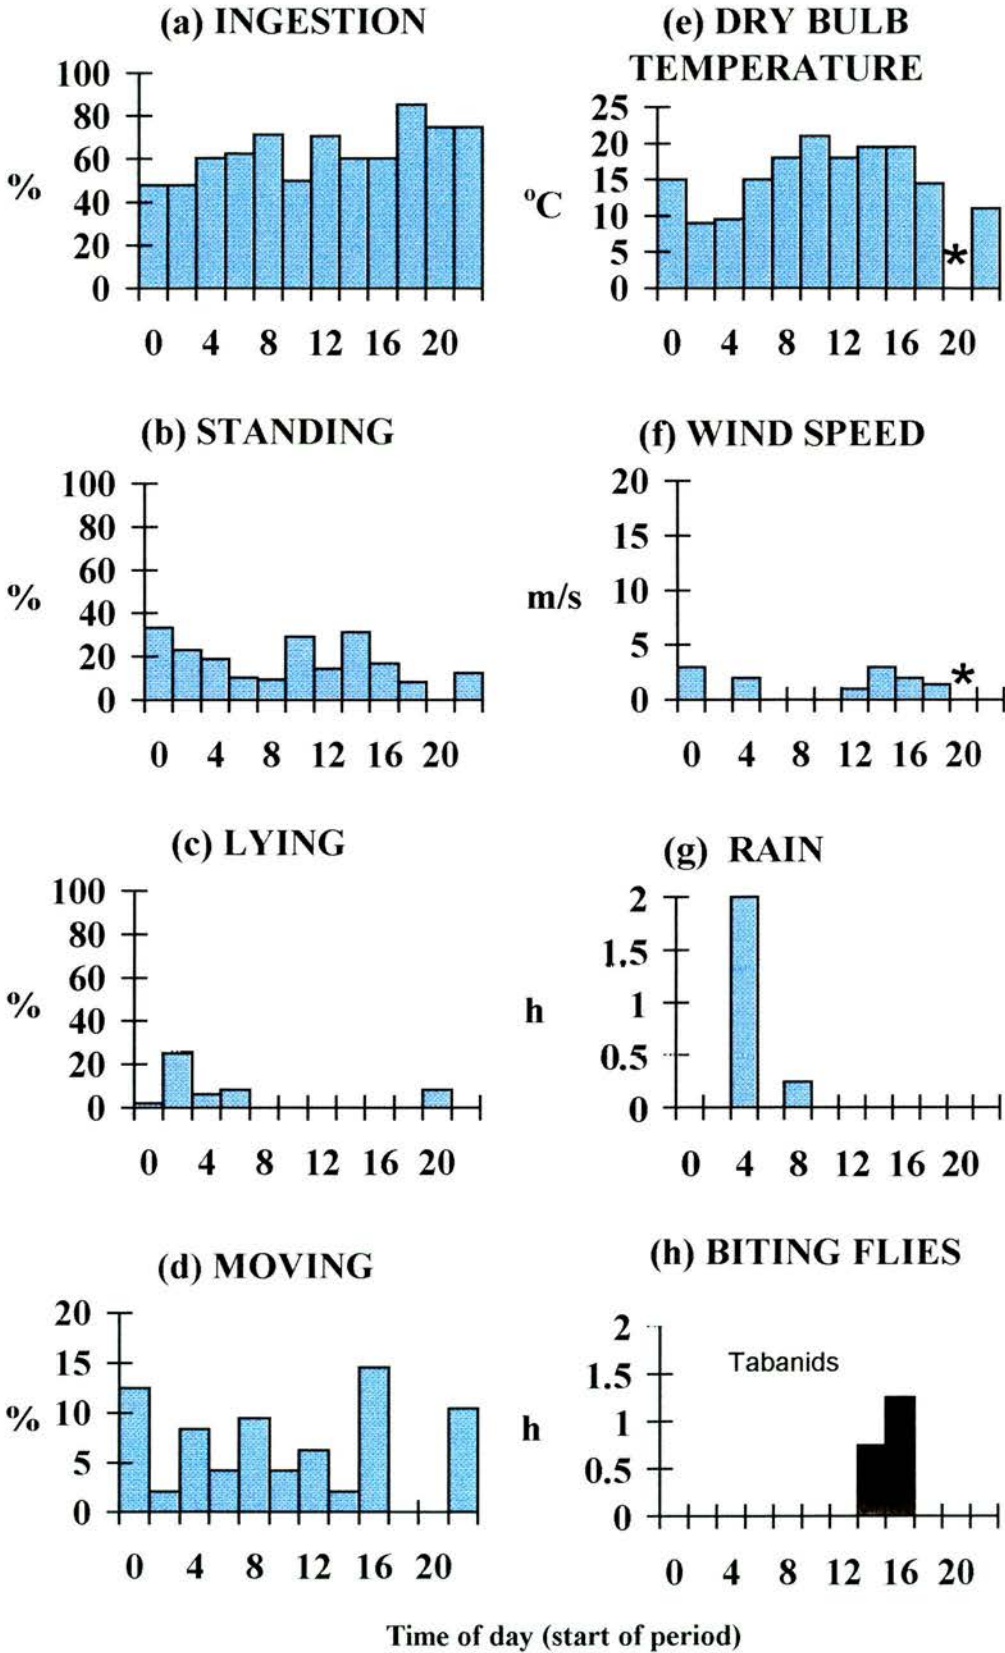 (a) INGESTION
100
80
60
40
20
0
%
0 4 8 12 16 20
(b) STANDING
100
80
60
40
20
0
%
0 4 8 12 16 20
(c) LYING
100
80
60
40
20
0
%
0 4 8 12 16 20
(d) MOVING
20
15
10
5
0
%
0 4 8 12 16 20
(e) DRY BULB
TEMPERATURE
25
20
15
10
5
0
°C
*
0 4 8 12 16 20
(f) WIND SPEED
20
15
10
5
0
m/s
*
0 4 8 12 16 20
(g) RAIN
2
1.5
1
0.5
0
h
0 4 8 12 16 20
(h) BITING FLIES
2
1.5
1
0.5
0
h
Tabanids
0 4 8 12 16 20
Time of day (start of period)